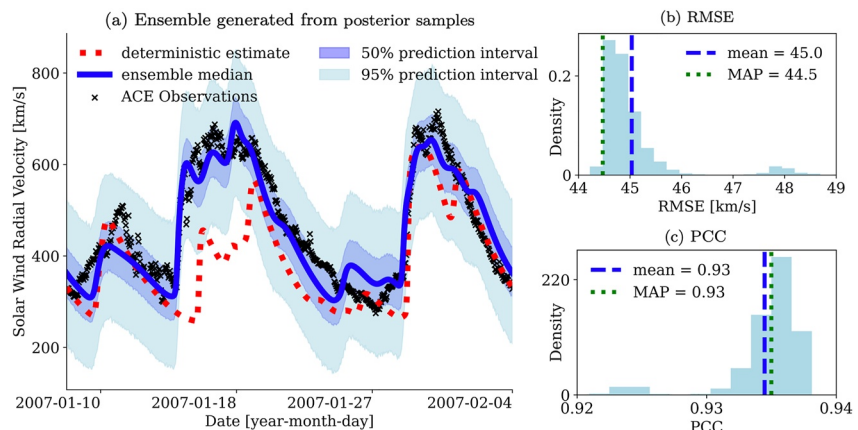 (a) Ensemble generated from posterior samples
deterministic estimate
ensemble median
ACE Observations
50% prediction interval
95% prediction interval
Solar Wind Radial Velocity [km/s]
800
600
400
200
2007-01-10
2007-01-18
2007-01-27
2007-02-04
Date [year-month-day]
(b) RMSE
mean = 45.0
MAP = 44.5
Density
0.2
0
44
45
46
47
48
49
RMSE [km/s]
(c) PCC
mean = 0.93
MAP = 0.93
Density
220
0
0.92
0.93
0.94
PCC